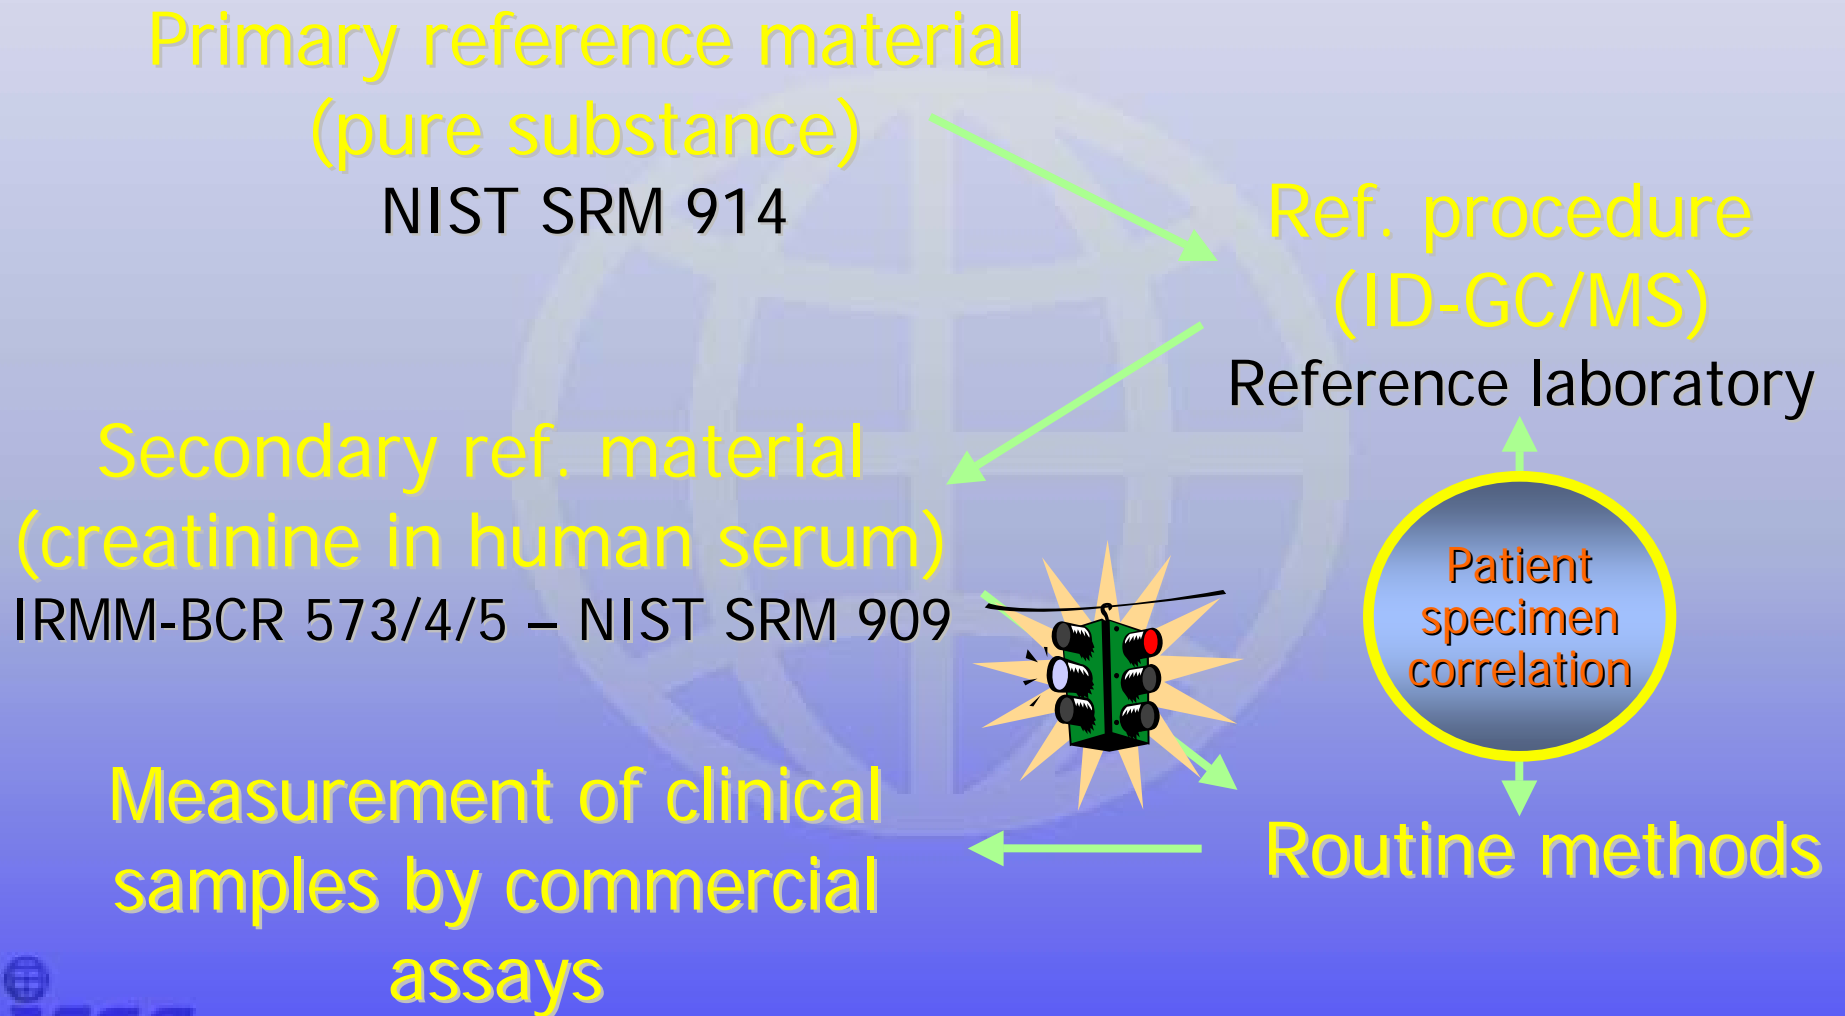 Primary reference material
(pure substance)
NIST SRM 914
Ref. procedure
(ID-GC/MS)
Reference laboratory
Secondary ref. material
(creatinine in human serum)
IRMM-BCR 573/4/5 – NIST SRM 909
Patient
specimen
correlation
Measurement of clinical
samples by commercial
assays
Routine methods